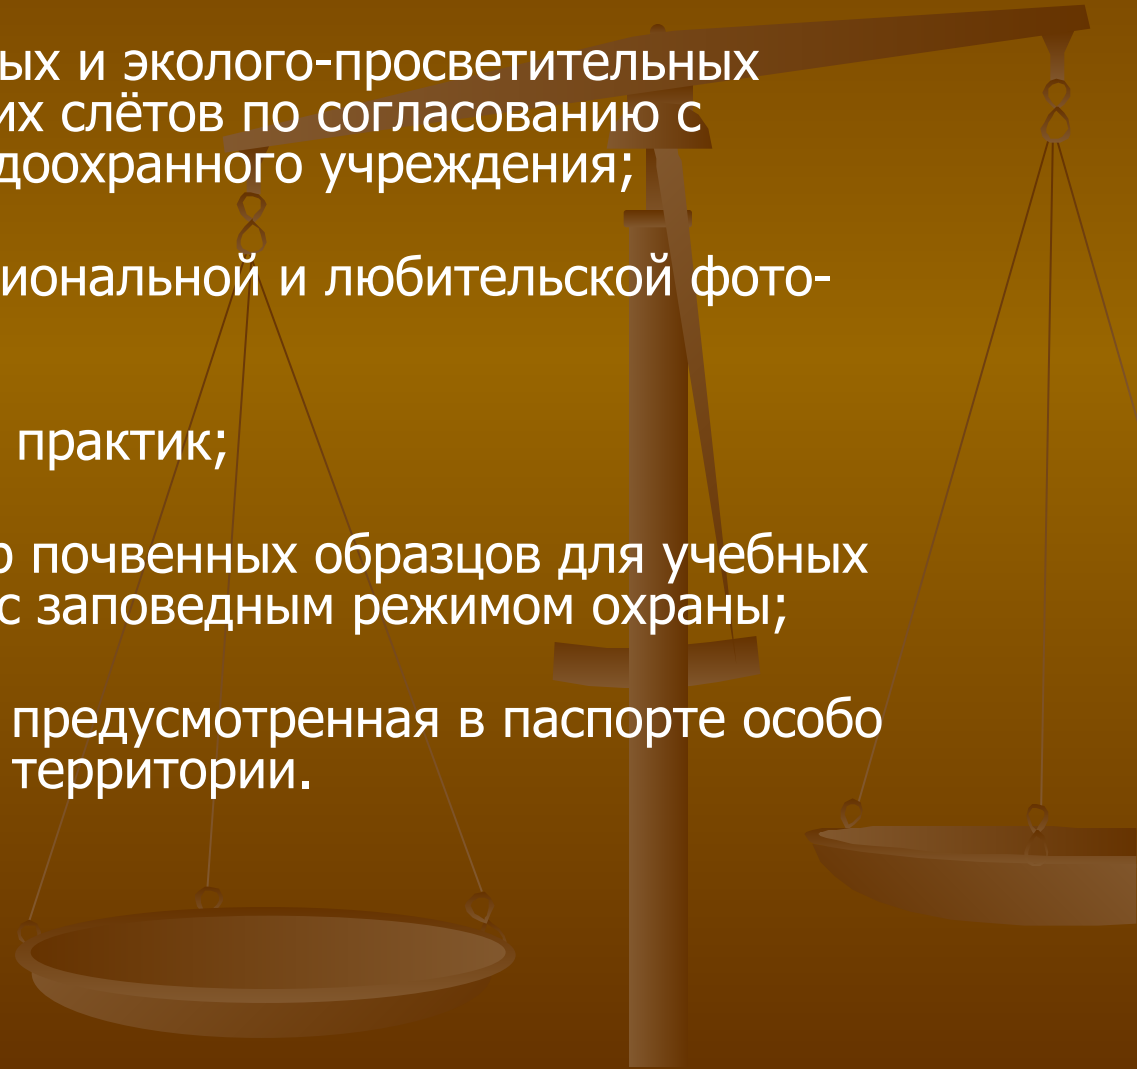 ых и эколого-просветительных
их слётов по согласованию с
доохранного учреждения;
иональной и любительской фото-
практик;
почвенных образцов для учебных
с заповедным режимом охраны;
предусмотренная в паспорте особо
территории.